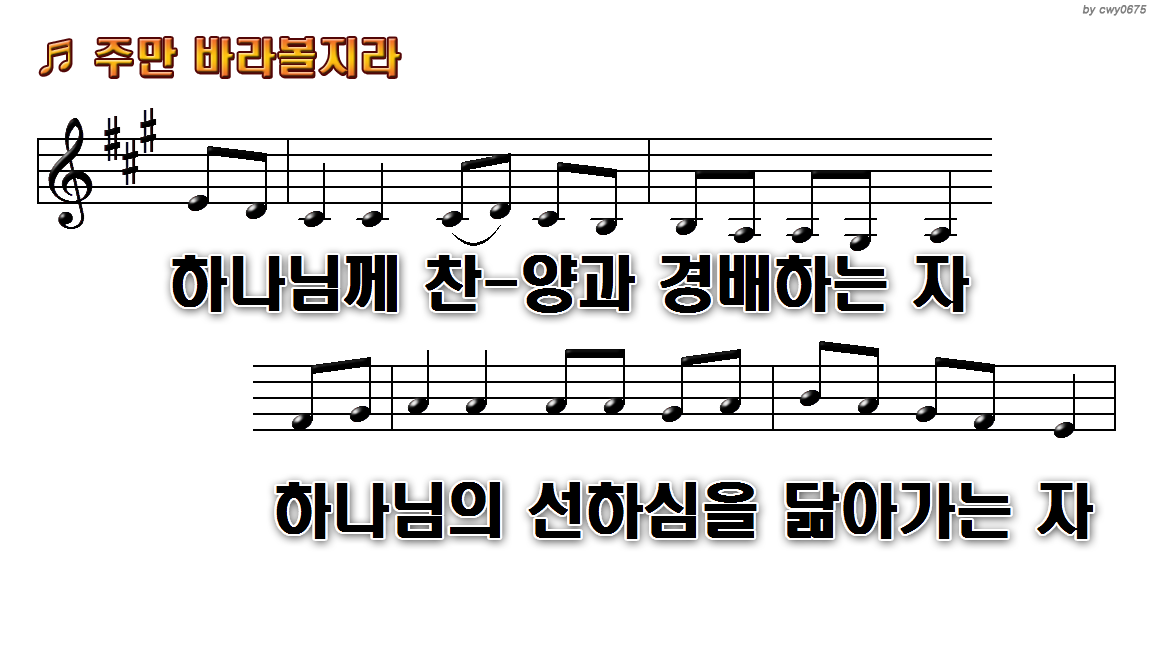 by cwy0675
♬ 주만 바라볼지라
하나님께 찬-양과 경배하는 자
하나님의 선하심을 닮아가는 자